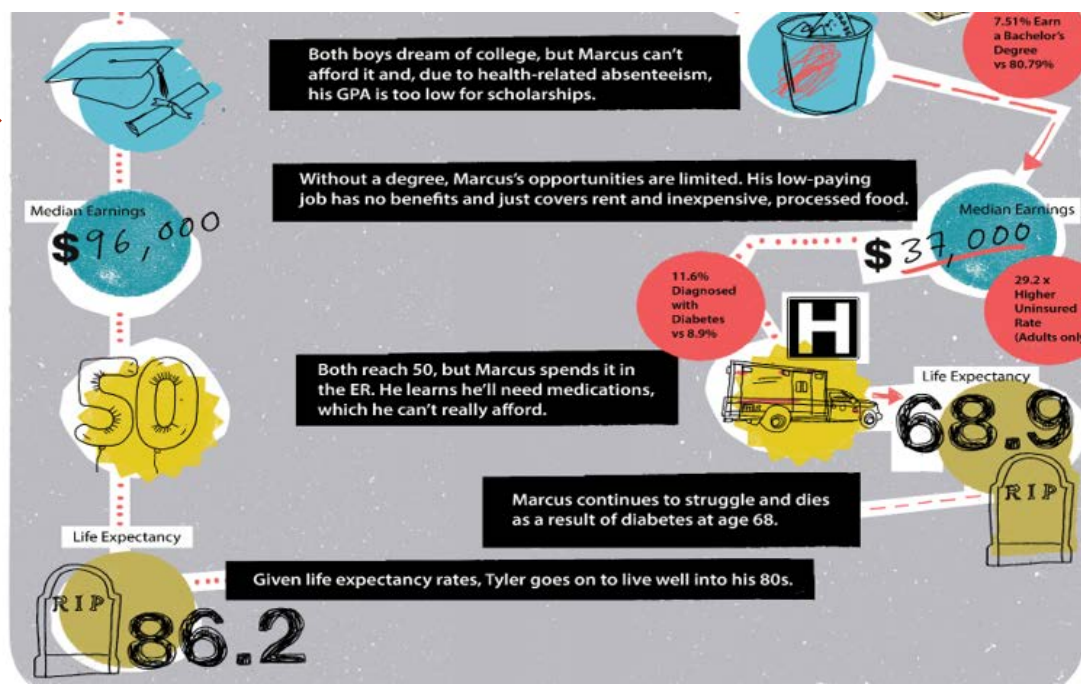 7.51% Earn
a Bachelor's
Degree
vs 80.79%
Both boys dream of college, but Marcus can't
afford it and, due to health-related absenteeism,
his GPA is too low for scholarships.
Without a degree, Marcus's opportunities are limited. His low-paying
job has no benefits and just covers rent and inexpensive, processed food.
Median Earnings
$96,000
Median Earnings
$37,000
29.2 x
Higher
Uninsured
Rate
(Adults only
11.6%
Diagnosed
with
Diabetes
vs 8.9%
H
50
Both reach 50, but Marcus spends it in
the ER. He learns he'll need medications,
which he can't really afford.
Life Expectancy
68.9
RIP
Marcus continues to struggle and dies
as a result of diabetes at age 68.
Life Expectancy
Given life expectancy rates, Tyler goes on to live well into his 80s.
RIP
86.2